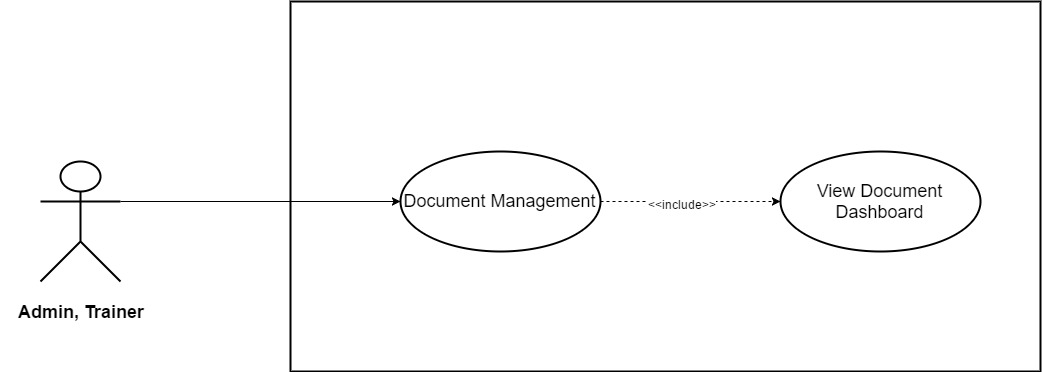 Document Management
<<include>>
View Document
Dashboard
Admin, Trainer